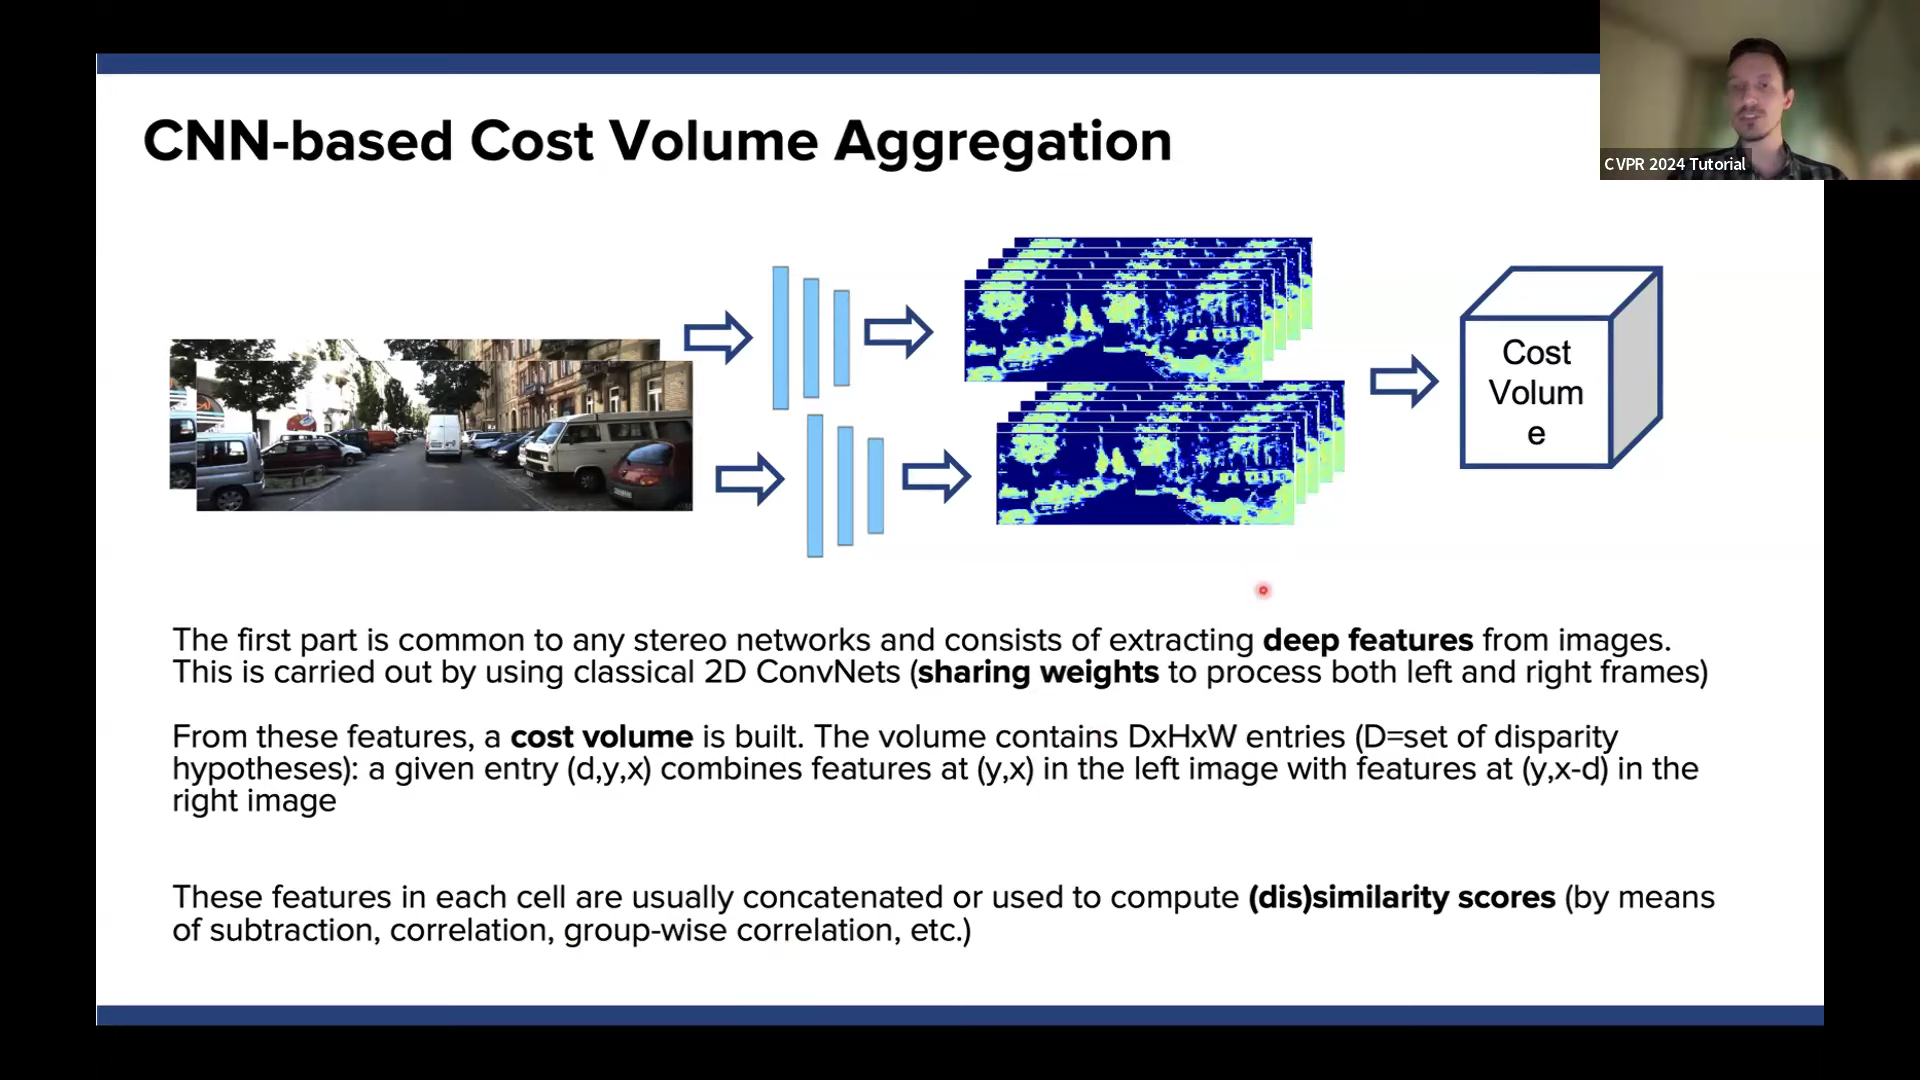 CNN-based Cost Volume Aggregation
CVPR 2024 Tutorial
Cost
Volum
e
The first part is common to any stereo networks and consists of extracting deep features from images.
This is carried out by using classical 2D ConvNets (sharing weights to process both left and right frames)
From these features, a cost volume is built. The volume contains DxHxW entries (D=set of disparity
hypotheses): a given entry (d,y,x) combines features at (y,x) in the left image with features at (y,x-d) in the
right image
These features in each cell are usually concatenated or used to compute (dis)similarity scores (by means
of subtraction, correlation, group-wise correlation, etc.)